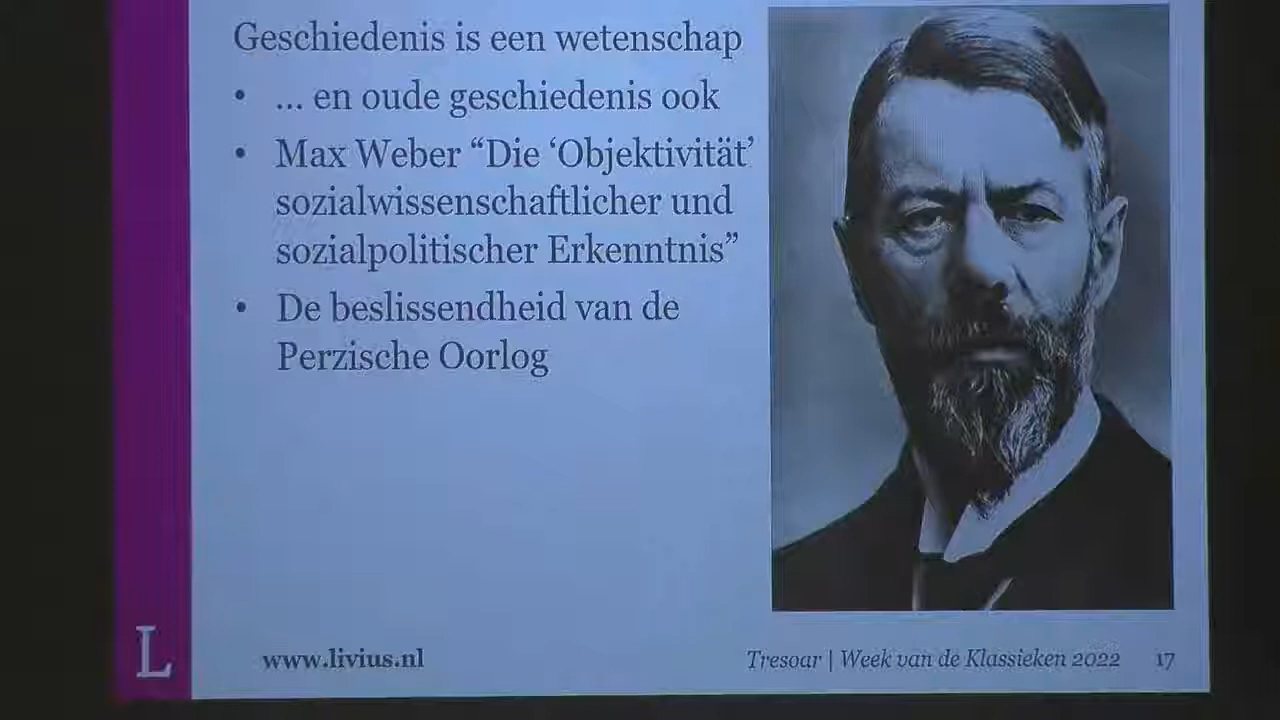 Geschiedenis is een wetenschap
• ... en oude geschiedenis ook
• Max Weber “Die ‘Objektivität’
sozialwissenschaftlicher und
sozialpolitischer Erkenntnis”
• De beslissendheid van de
Perzische Oorlog
L
www.livius.nl
Tresoar | Week van de Klassieken 2022
17